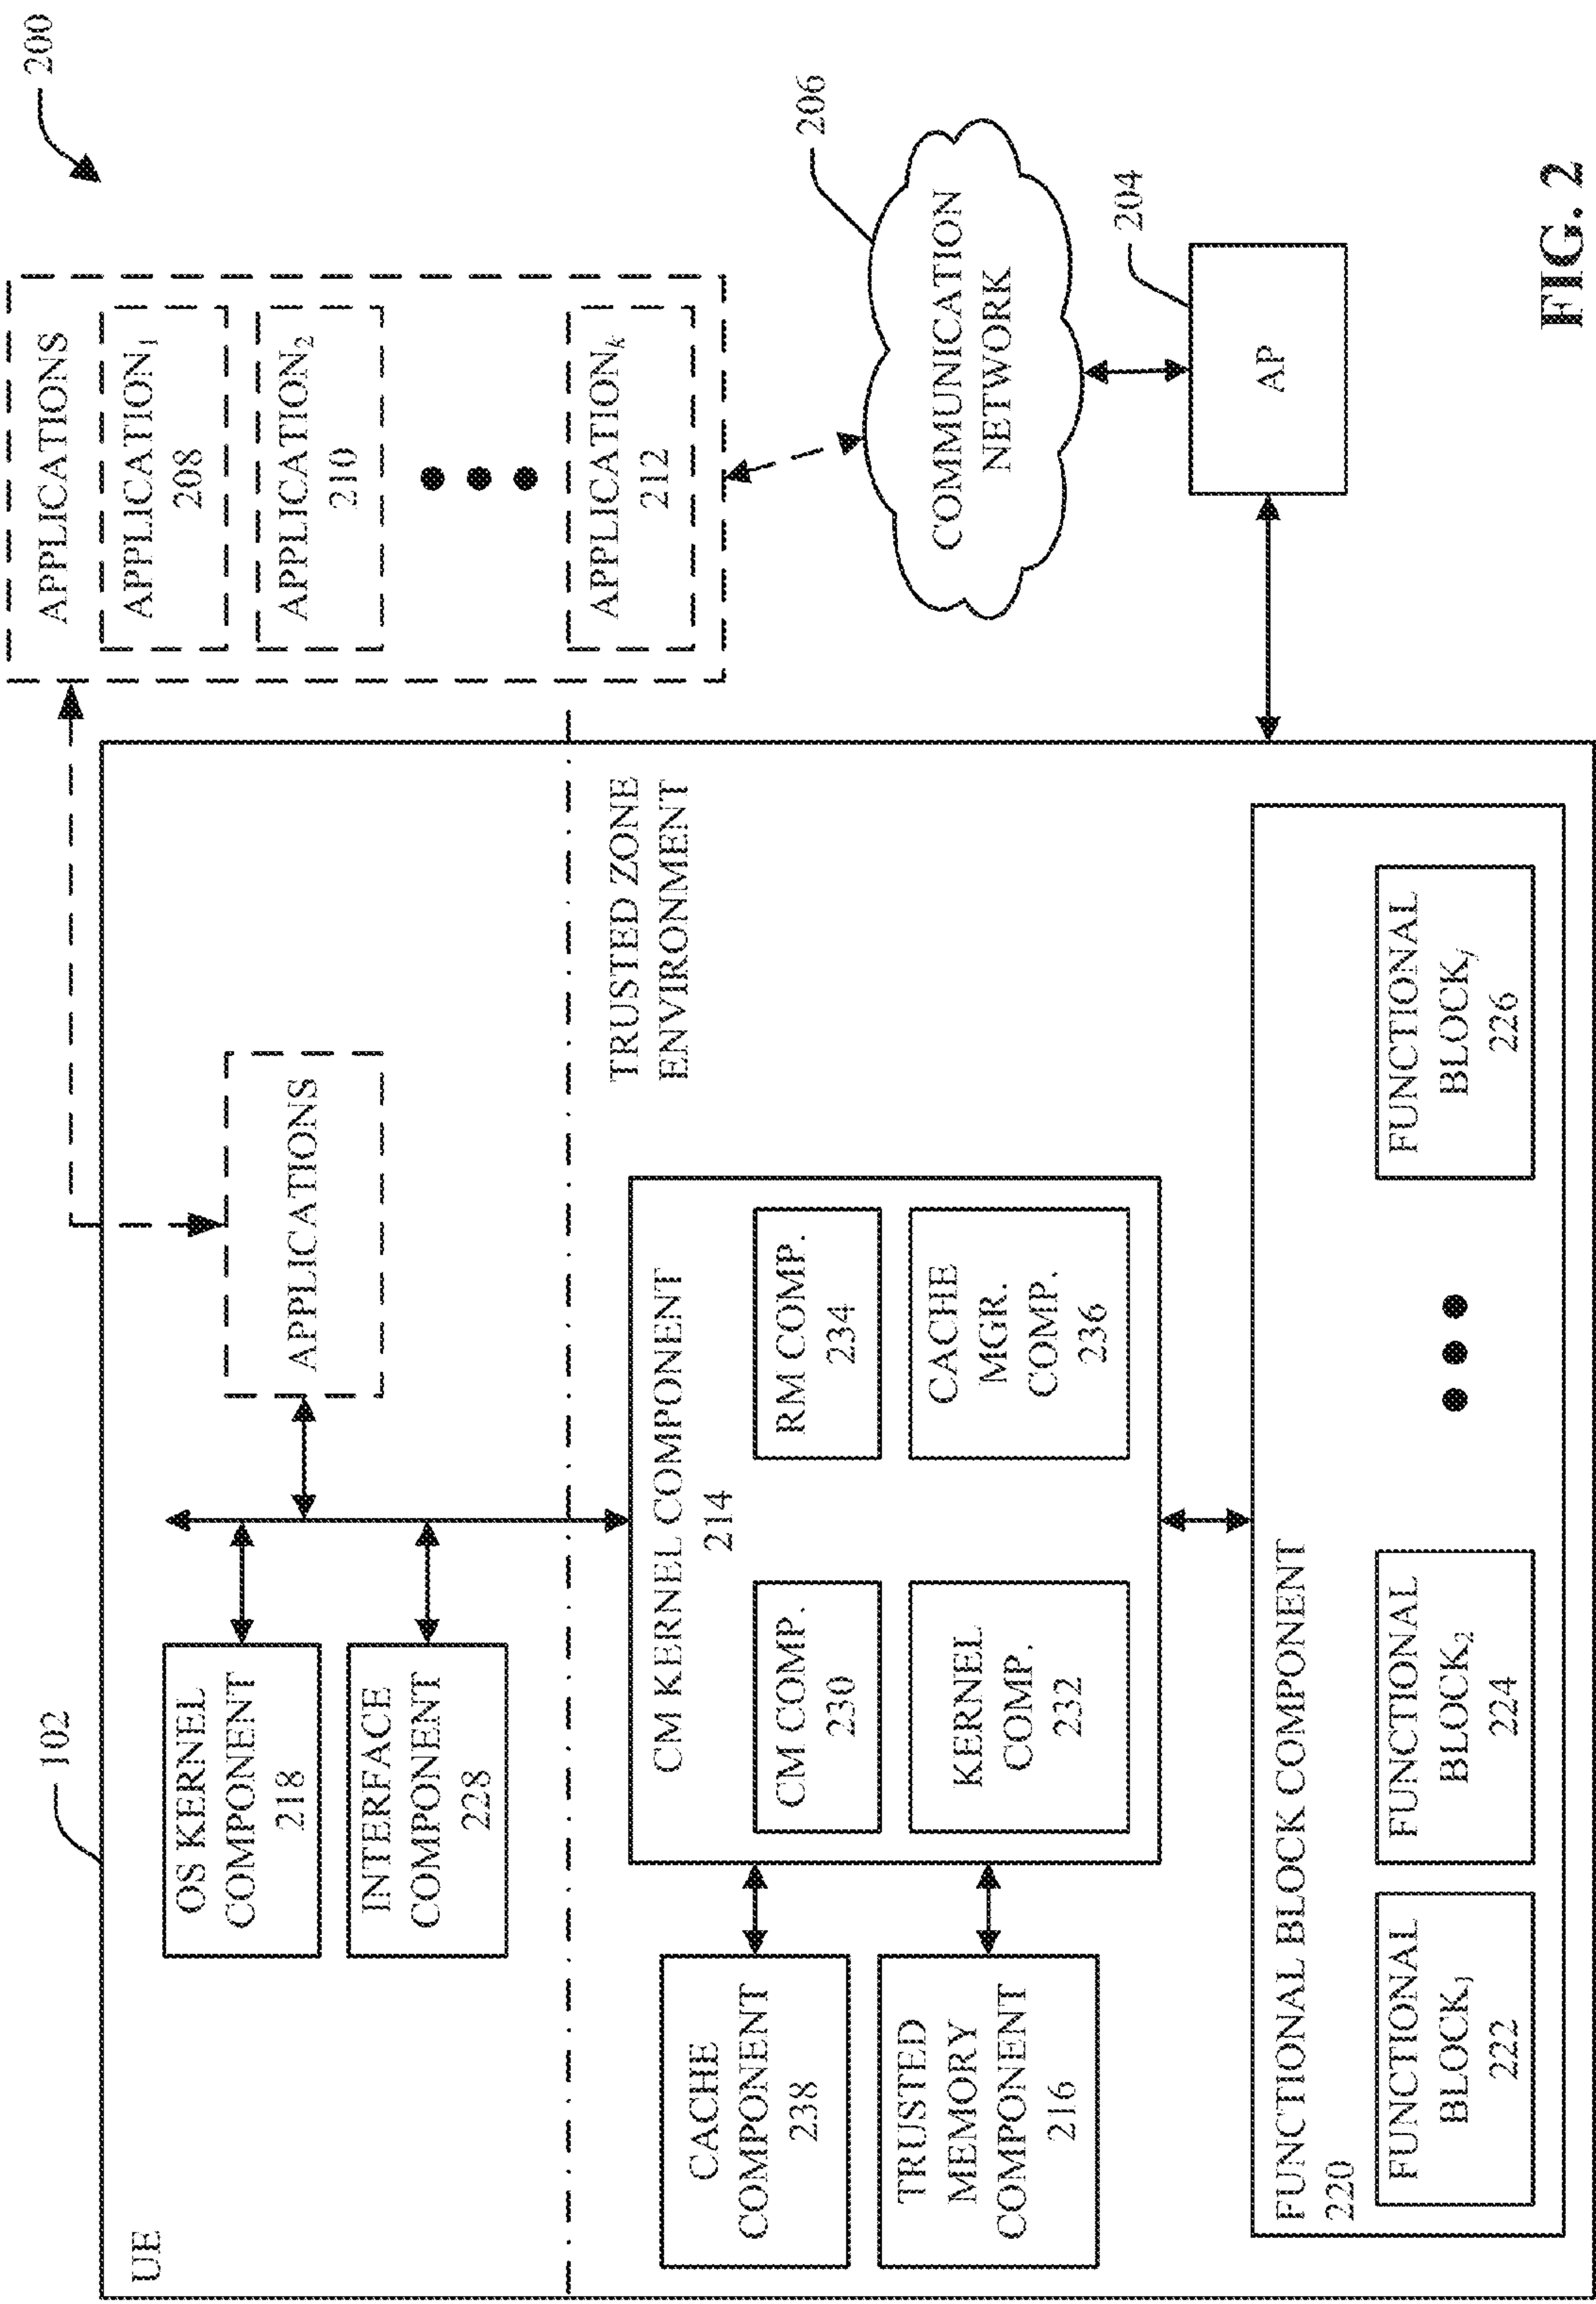 200
102
UE
OS KERNEL
COMPONENT
218
INTERFACE
COMPONENT
228
APPLICATIONS
APPLICATIONS
APPLICATION1
208
APPLICATION2
210
APPLICATIONk
212
TRUSTED ZONE
ENVIRONMENT
CACHE
COMPONENT
238
TRUSTED
MEMORY
COMPONENT
216
CM KERNEL COMPONENT
214
CM COMP.
230
RM COMP.
234
KERNEL
COMP.
232
CACHE
MGR.
COMP.
236
206
COMMUNICATION
NETWORK
204
AP
FUNCTIONAL BLOCK COMPONENT
220
FUNCTIONAL
BLOCK1
222
FUNCTIONAL
BLOCK2
224
FUNCTIONAL
BLOCKj
226
FIG. 2